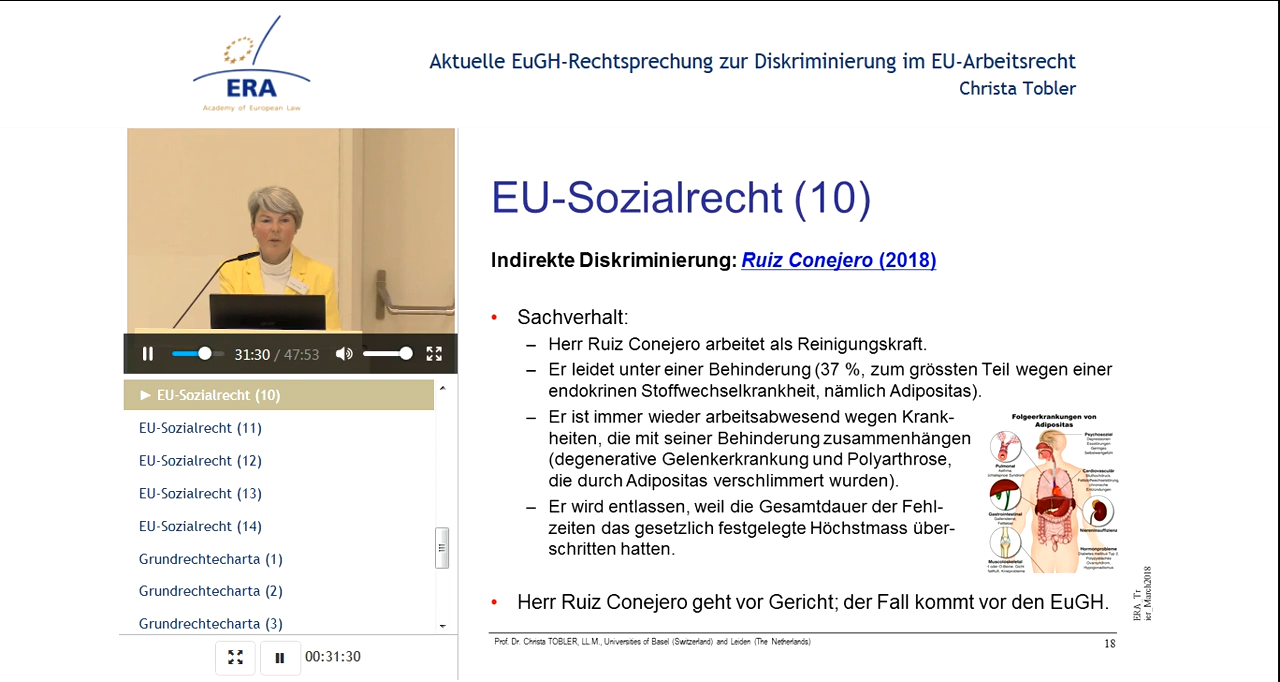 Aktuelle EuGH-Rechtsprechung zur Diskriminierung im EU-Arbeitsrecht
Christa Tobler
ERA
Academy of European Law
31:30 / 47:53
► EU-Sozialrecht (10)
EU-Sozialrecht (11)
EU-Sozialrecht (12)
EU-Sozialrecht (13)
EU-Sozialrecht (14)
Grundrechtecharta (1)
Grundrechtecharta (2)
Grundrechtecharta (3)
00:31:30
EU-Sozialrecht (10)
Indirekte Diskriminierung: Ruiz Conejero (2018)
• Sachverhalt:
– Herr Ruiz Conejero arbeitet als Reinigungskraft.
– Er leidet unter einer Behinderung (37 %, zum grössten Teil wegen einer
endokrinen Stoffwechselkrankheit, nämlich Adipositas).
– Er ist immer wieder arbeitsabwesend wegen Krank-
heiten, die mit seiner Behinderung zusammenhängen
(degenerative Gelenkerkrankung und Polyarthrose,
die durch Adipositas verschlimmert wurden).
– Er wird entlassen, weil die Gesamtdauer der Fehl-
zeiten das gesetzlich festgelegte Höchstmass über-
schritten hatten.
Folgeerkrankungen von
Adipositas
Psychosozial
Pulmonal
Cardiovasculär
Gastrointestinal
Niereninsuffizienz
Muscoloskeletal
Hormonprobleme
• Herr Ruiz Conejero geht vor Gericht; der Fall kommt vor den EuGH.
Prof. Dr. Christa TOBLER, LL.M., Universities of Basel (Switzerland) and Leiden (The Netherlands)
18
ERA_Tr
ier_March2018